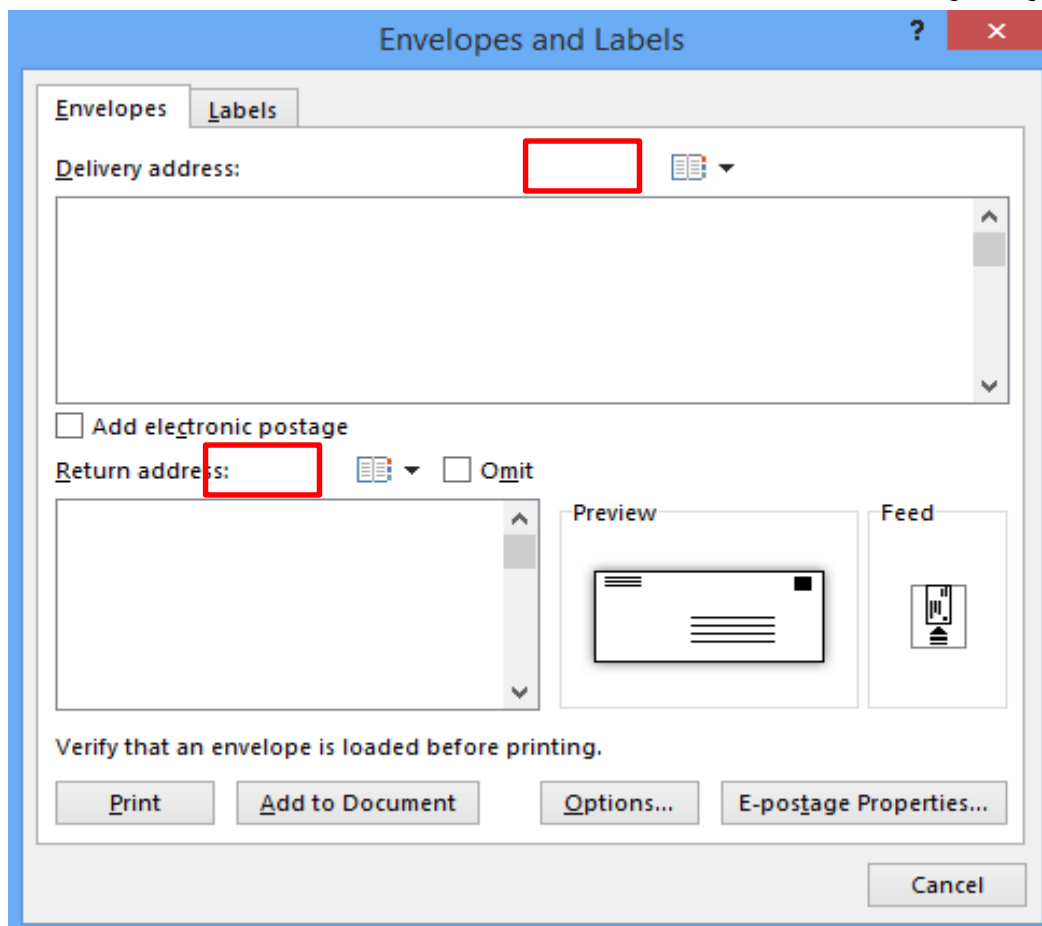 Envelopes and Labels ?
Envelopes Labels
Delivery address:
Add electronic postage
Return address: Omit
Preview Feed
Verify that an envelope is loaded before printing.
Print Add to Document Options... E-postage Properties...
Cancel